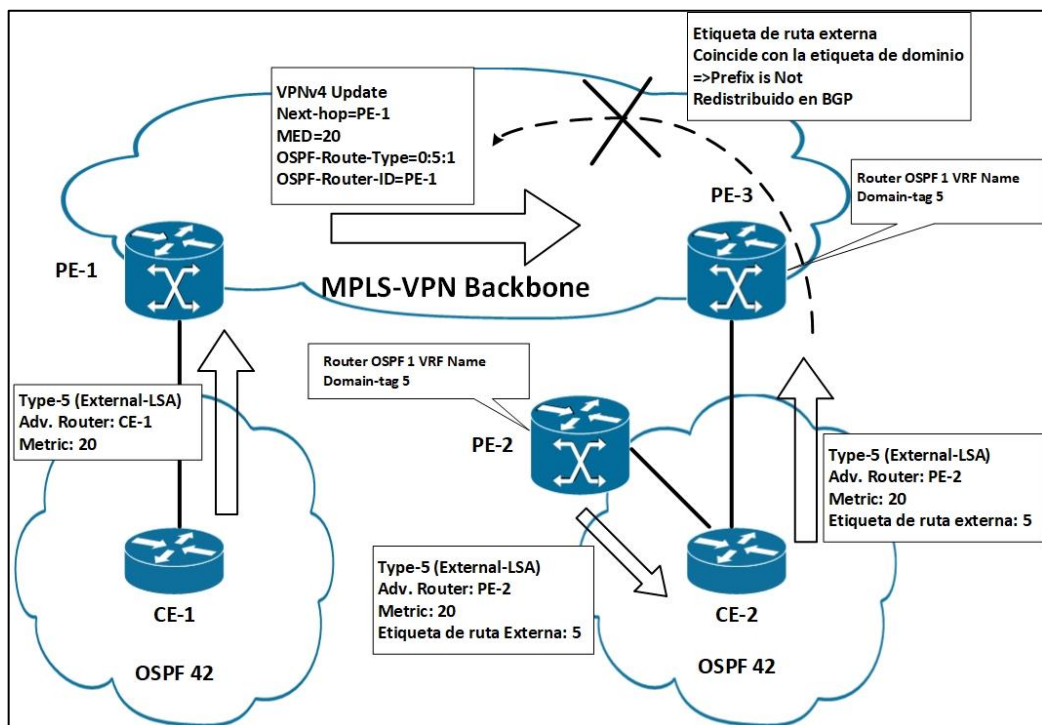 Etiqueta de ruta externa
Coincide con la etiqueta de dominio
=>Prefix is Not
Redistribuido en BGP
VPNv4 Update
Next-hop=PE-1
MED=20
OSPF-Route-Type=0:5:1
OSPF-Router-ID=PE-1
Router OSPF 1 VRF Name
Domain-tag 5
PE-3
PE-1
MPLS-VPN Backbone
Router OSPF 1 VRF Name
Domain-tag 5
Type-5 (External-LSA)
Adv. Router: CE-1
Metric: 20
PE-2
Type-5 (External-LSA)
Adv. Router: PE-2
Metric: 20
Etiqueta de ruta externa: 5
Type-5 (External-LSA)
Adv. Router: PE-2
Metric: 20
Etiqueta de ruta Externa: 5
CE-1
CE-2
OSPF 42
OSPF 42